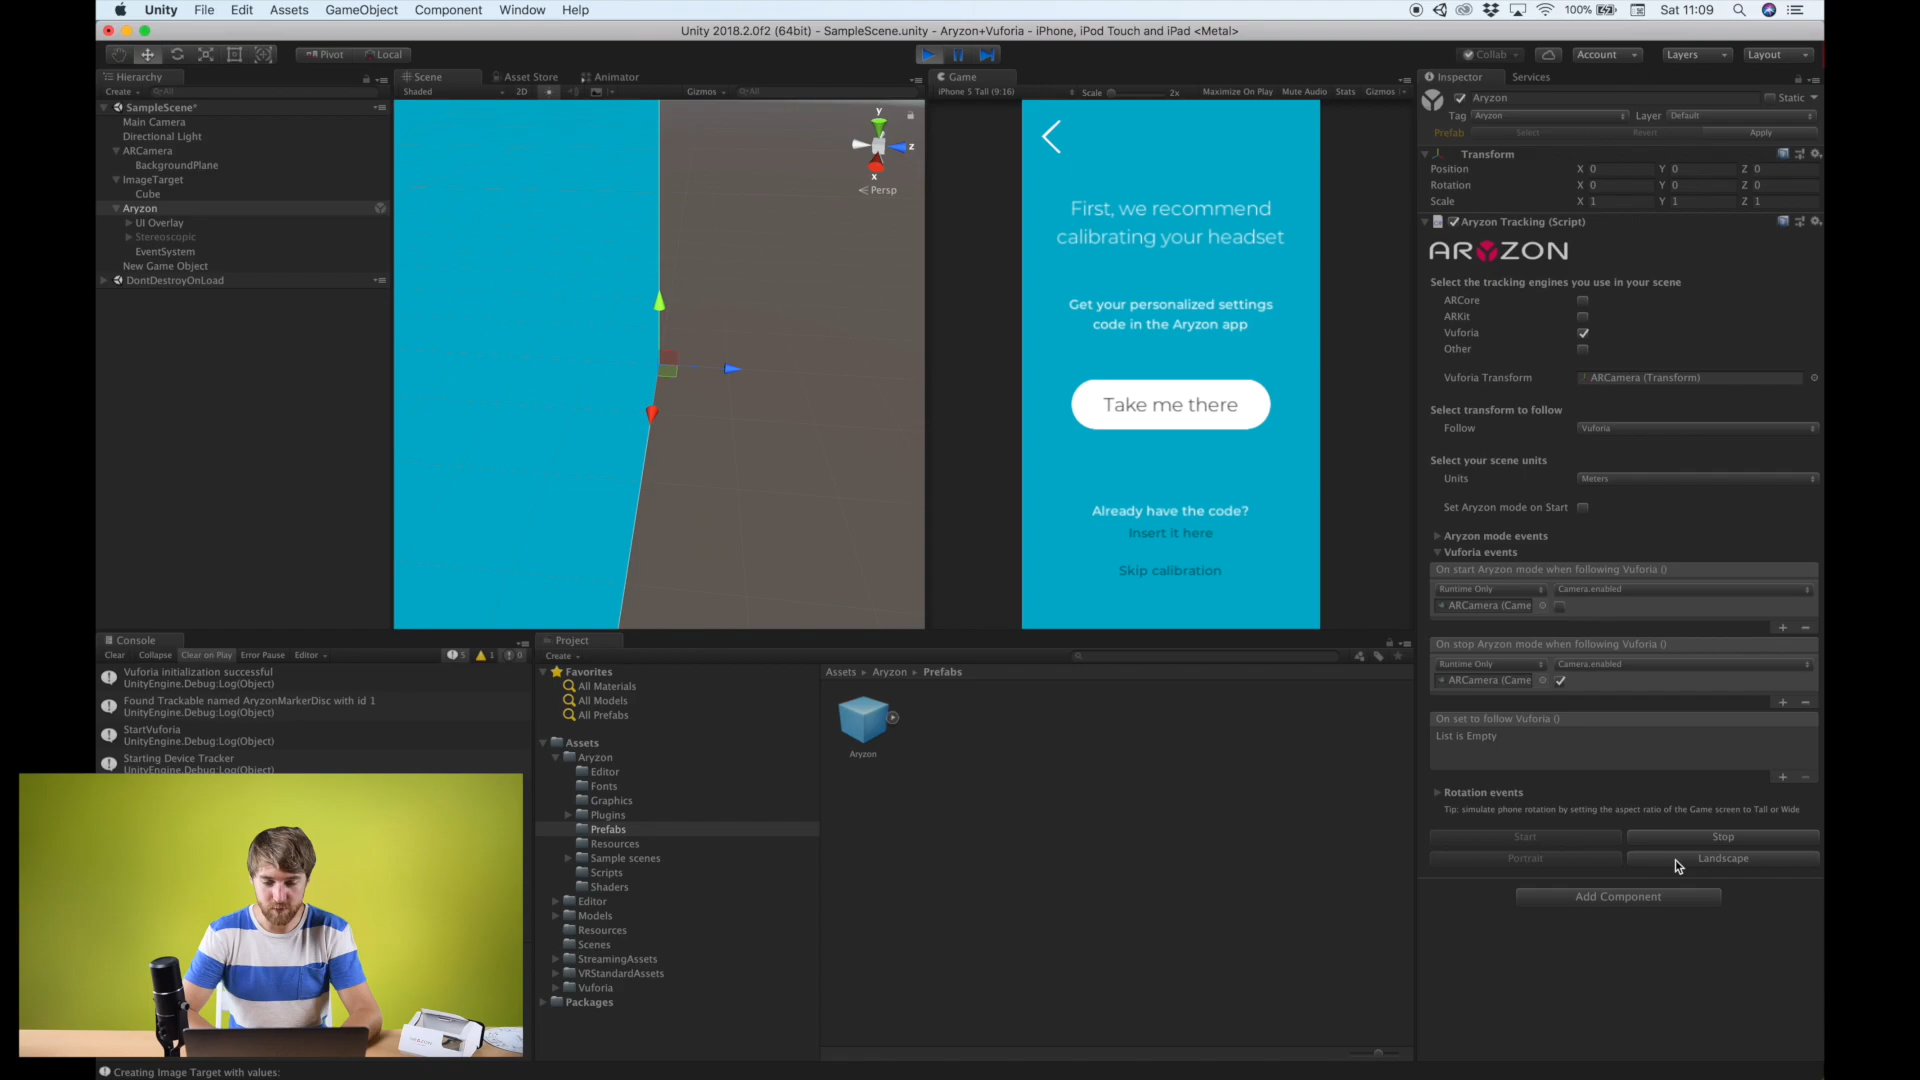 Unity File Edit Assets GameObject Component Window Help 100% Sat 11:09
Unity 2018.2.0f2 (64bit) - SampleScene.unity - Aryzon+Vuforia - iPhone, iPod Touch and iPad <Metal>
Pivot Local Collab Account Layers Layout
Hierarchy
Create All
SampleScene*
Main Camera
Directional Light
ARCamera
BackgroundPlane
ImageTarget
Cube
Aryzon
UI Overlay
Stereoscopic
EventSystem
New Game Object
DontDestroyOnLoad
Scene Asset Store Animator
Shaded 2D Gizmos All
y
z
x
Persp
Game
iPhone 5 Tall (9:16) Scale 2x Maximize On Play Mute Audio Stats Gizmos
First, we recommend
calibrating your headset
Get your personalized settings
code in the Aryzon app
Take me there
Already have the code?
Insert it here
Skip calibration
Inspector Services
Aryzon Static
Tag Aryzon Layer Default
Prefab Select Revert Apply
Transform
Position X 0 Y 0 Z 0
Rotation X 0 Y 0 Z 0
Scale X 1 Y 1 Z 1
Aryzon Tracking (Script)
ARYZON
Select the tracking engines you use in your scene
ARCore
ARKit
Vuforia
Other
Vuforia Transform ARCamera (Transform)
Select transform to follow
Follow Vuforia
Select your scene units
Units Meters
Set Aryzon mode on Start
Aryzon mode events
Vuforia events
On start Aryzon mode when following Vuforia ()
Runtime Only Camera.enabled
ARCamera (Came
+ −
On stop Aryzon mode when following Vuforia ()
Runtime Only Camera.enabled
ARCamera (Came
+ −
On set to follow Vuforia ()
List is Empty
+ −
Rotation events
Tip: simulate phone rotation by setting the aspect ratio of the Game screen to Tall or Wide
Start Stop
Portrait Landscape
Add Component
Console
Clear Collapse Clear on Play Error Pause Editor 5 1 0
Vuforia initialization successful
UnityEngine.Debug:Log(Object)
Found Trackable named AryzonMarkerDisc with id 1
UnityEngine.Debug:Log(Object)
StartVuforia
UnityEngine.Debug:Log(Object)
Starting Device Tracker
UnityEngine.Debug:Log(Object)
Creating Image Target with values:
Project
Create
Favorites
All Materials
All Models
All Prefabs
Assets
Aryzon
Editor
Fonts
Graphics
Plugins
Prefabs
Resources
Sample scenes
Scripts
Shaders
Editor
Models
Resources
Scenes
StreamingAssets
VRStandardAssets
Vuforia
Packages
Assets Aryzon Prefabs
Aryzon
ARYZON